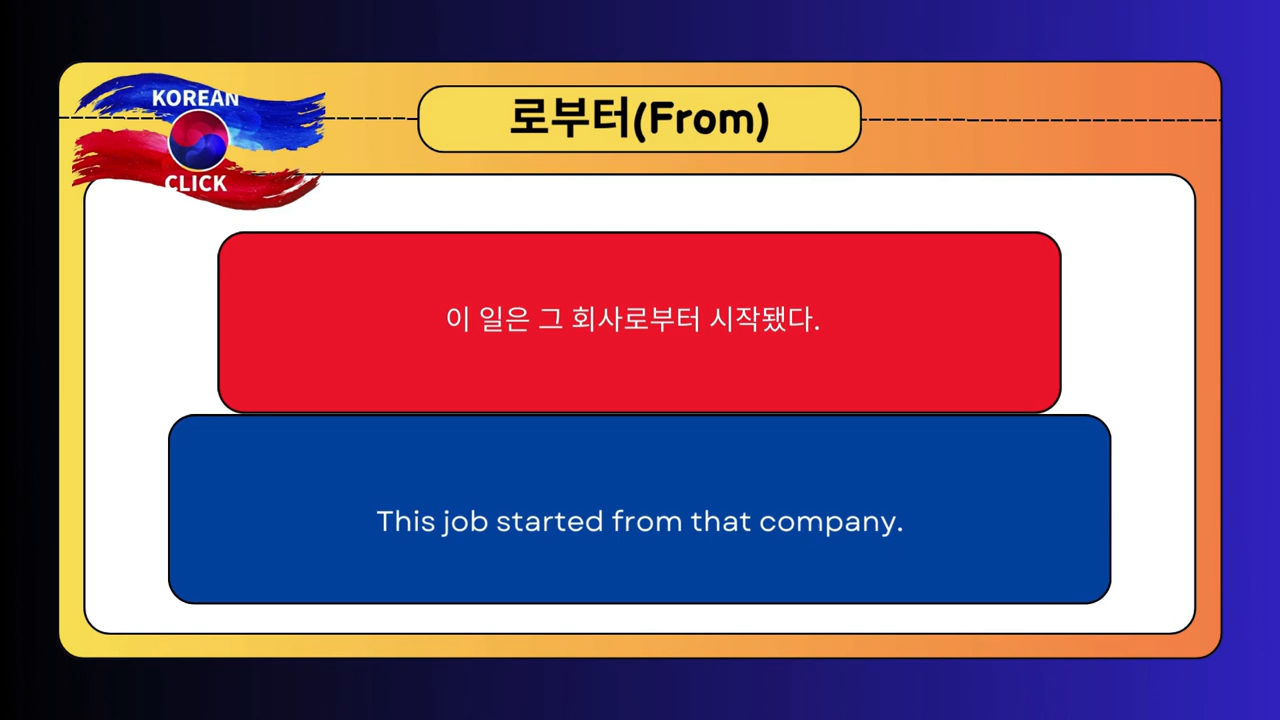 KOREAN
CLICK
로부터(From)
이 일은 그 회사로부터 시작됐다.
This job started from that company.